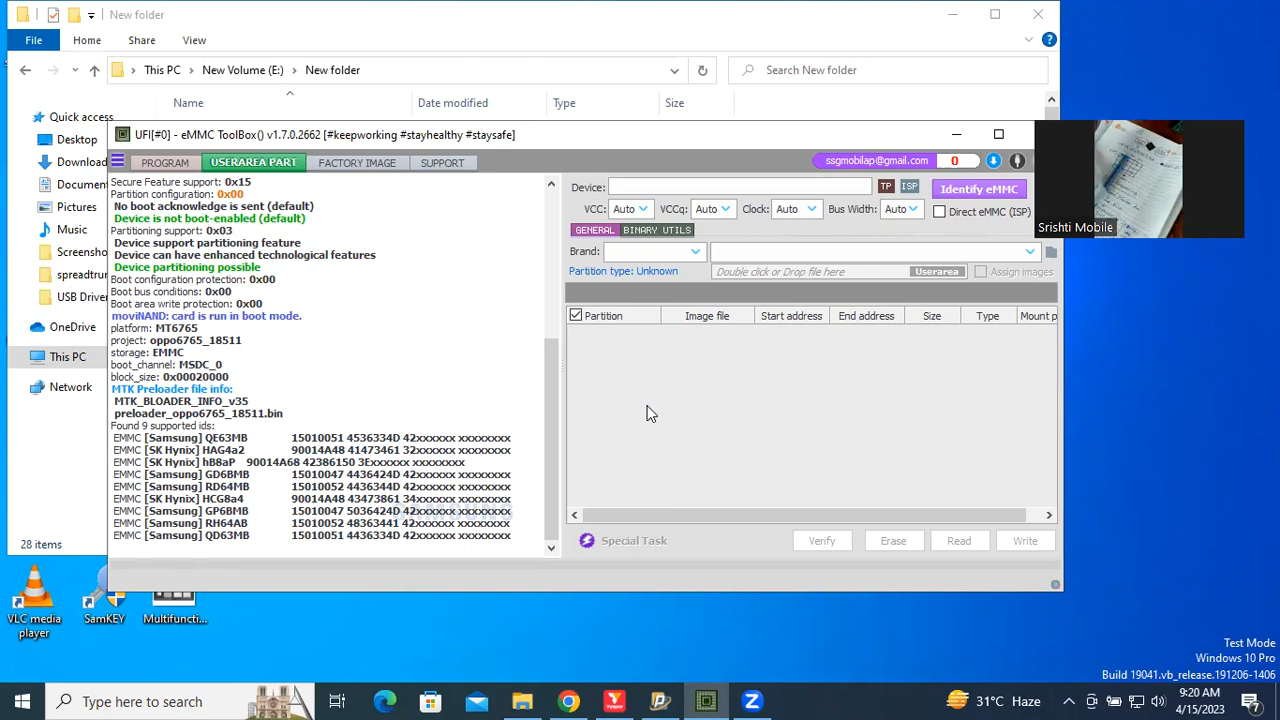 New folder
File
Home
Share
View
This PC
New Volume (E:)
New folder
Search New folder
Name
Date modified
Type
Size
Quick access
Desktop
Download
Documen
Pictures
Music
Screensho
spreadtrun
USB Driver
OneDrive
This PC
Network
28 items
UFI[#0] - eMMC ToolBox() v1.7.0.2662 [#keepworking #stayhealthy #staysafe]
PROGRAM
USERAREA PART
FACTORY IMAGE
SUPPORT
ssgmobilap@gmail.com
0
Secure Feature support: 0x15
Partition configuration: 0x00
No boot acknowledge is sent (default)
Device is not boot-enabled (default)
Partitioning support: 0x03
Device support partitioning feature
Device can have enhanced technological features
Device partitioning possible
Boot configuration protection: 0x00
Boot bus conditions: 0x00
Boot area write protection: 0x00
moviNAND: card is run in boot mode.
platform: MT6765
project: oppo6765_18511
storage: EMMC
boot_channel: MSDC_0
block_size: 0x00020000
MTK Preloader file info:
MTK_BLOADER_INFO_v35
preloader_oppo6765_18511.bin
Found 9 supported ids:
EMMC [Samsung] QE63MB 15010051 4536334D 42xxxxxx xxxxxxxx
EMMC [SK Hynix] HAG4a2 90014A48 41473461 32xxxxxx xxxxxxxx
EMMC [SK Hynix] hB8aP 90014A68 42386150 3Exxxxxx xxxxxxxx
EMMC [Samsung] GD6BMB 15010047 4436424D 42xxxxxx xxxxxxxx
EMMC [Samsung] RD64MB 15010052 4436344D 42xxxxxx xxxxxxxx
EMMC [SK Hynix] HCG8a4 90014A48 43473861 34xxxxxx xxxxxxxx
EMMC [Samsung] GP6BMB 15010047 5036424D 42xxxxxx xxxxxxxx
EMMC [Samsung] RH64AB 15010052 48363441 42xxxxxx xxxxxxxx
EMMC [Samsung] QD63MB 15010051 4436334D 42xxxxxx xxxxxxxx
Device:
TP
ISP
Identify eMMC
VCC: Auto
VCCq: Auto
Clock: Auto
Bus Width: Auto
Direct eMMC (ISP)
GENERAL
BINARY UTILS
Brand:
Partition type: Unknown
Double click or Drop file here
Userarea
Assign images
Partition
Image file
Start address
End address
Size
Type
Mount p
Special Task
Verify
Erase
Read
Write
Srishti Mobile
VLC media
player
SamKEY
Multifuncti...
Test Mode
Windows 10 Pro
Build 19041.vb_release.191206-1406
Type here to search
31°C Haze
9:20 AM
4/15/2023
7